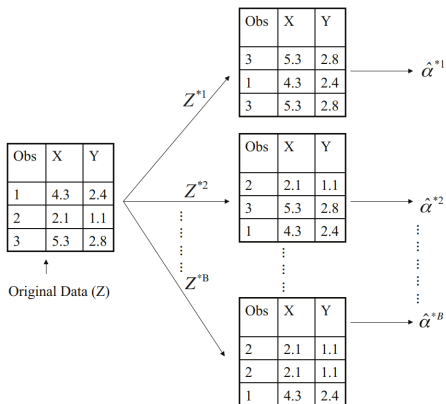 Obs X Y
1 4.3 2.4
2 2.1 1.1
3 5.3 2.8
Original Data (Z)
Z*1
Obs X Y
3 5.3 2.8
1 4.3 2.4
3 5.3 2.8
α̂*1
Z*2
Obs X Y
2 2.1 1.1
3 5.3 2.8
1 4.3 2.4
α̂*2
Z*B
Obs X Y
2 2.1 1.1
2 2.1 1.1
1 4.3 2.4
α̂*B